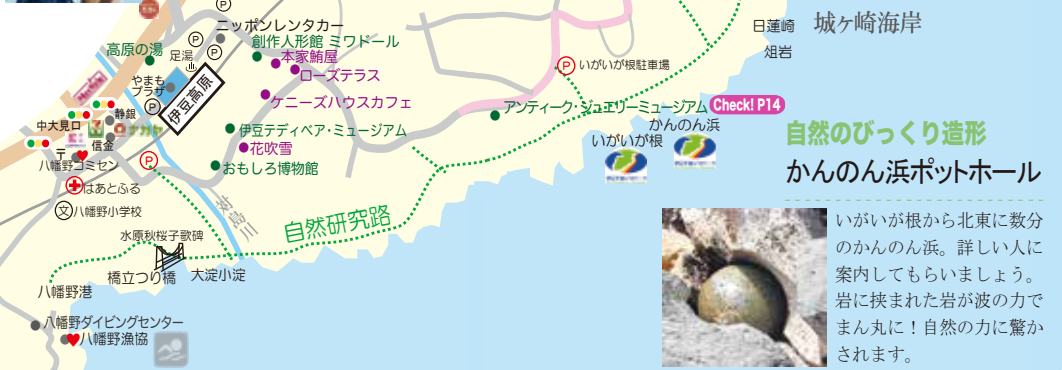 ニッポンレンタカー
日蓮崎
城ヶ崎海岸
高原の湯
足湯
創作人形館 ミワドール
俎岩
本家鮪屋
ローズテラス
いがいが根駐車場
やまも
プラザ
伊豆高原
ケニーズハウスカフェ
アンティーク・ジュエリーミュージアム
Check! P14
静銀
中大見口
ナガヤ
信金
伊豆テディベア・ミュージアム
花吹雪
かんのん浜
いがいが根
自然のびっくり造形
かんのん浜ポットホール
八幡野コミセン
おもしろ博物館
はあとふる
文
八幡野小学校
対島川
自然研究路
水原秋桜子歌碑
橋立つり橋
大淀小淀
八幡野港
八幡野ダイビングセンター
八幡野漁協
いがいが根から北東に数分
のかんのん浜。詳しい人に
案内してもらいましょう。
岩に挟まれた岩が波の力で
まん丸に!自然の力に驚か
されます。
P
P
P
P
P
P